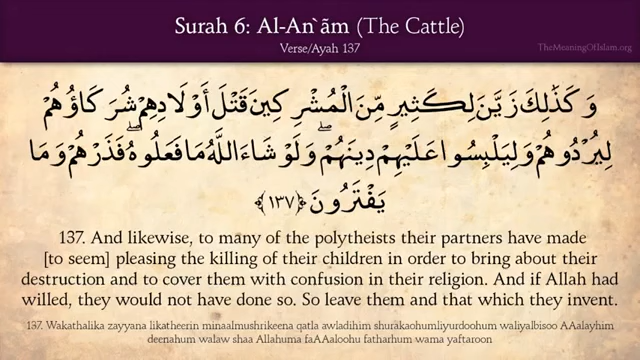 Surah 6: Al-An`ãm (The Cattle)
Verse/Ayah 137
TheMeaningOfIslam.org
وَكَذَٰلِكَ زَيَّنَ لِكَثِيرٍ مِّنَ الْمُشْرِكِينَ قَتْلَ أَوْلَادِهِمْ شُرَكَاؤُهُمْ
لِيُرْدُوهُمْ وَلِيَلْبِسُوا عَلَيْهِمْ دِينَهُمْ ۖ وَلَوْ شَاءَ اللَّهُ مَا فَعَلُوهُ ۖ فَذَرْهُمْ وَمَا
يَفْتَرُونَ ﴿١٣٧﴾
137. And likewise, to many of the polytheists their partners have made
[to seem] pleasing the killing of their children in order to bring about their
destruction and to cover them with confusion in their religion. And if Allah had
willed, they would not have done so. So leave them and that which they invent.
137. Wakathalika zayyana likatheerin minaalmushrikeena qatla awladihim shurakaohumliyurdoohum waliyalbisoo AAalayhim
deenahum walaw shaa Allahuma faAAaloohu fatharhum wama yaftaroon